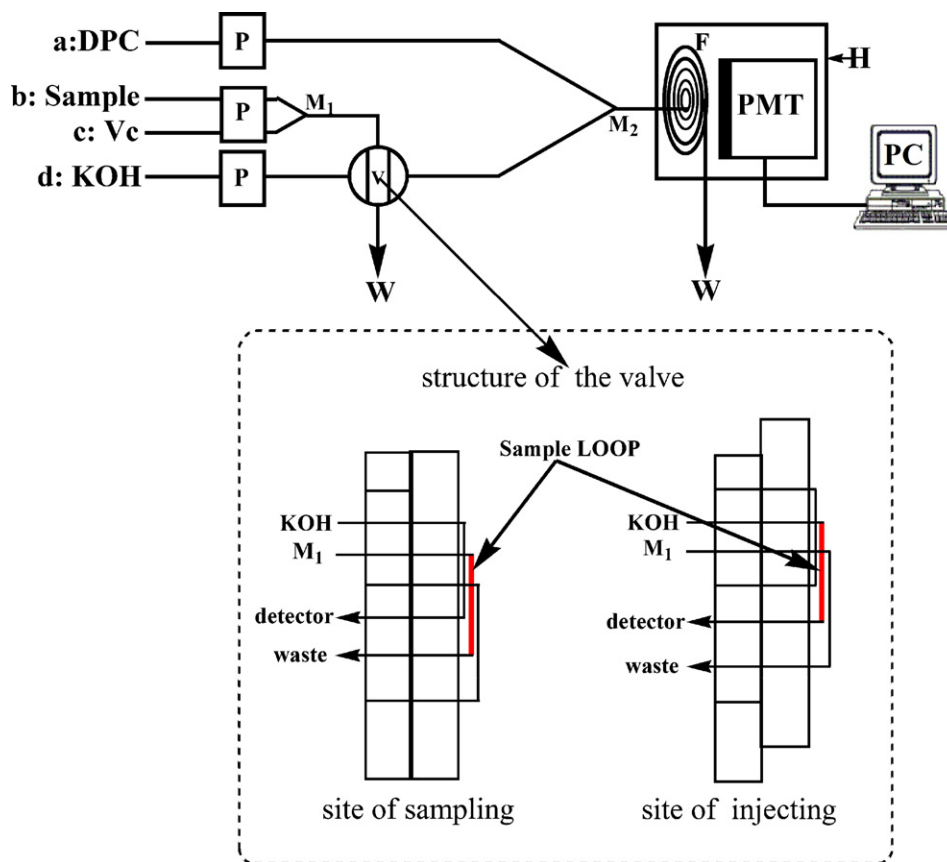 a:DPC
P
b: Sample
c: Vc
P
M1
d: KOH
P
V
W
M2
F
PMT
H
PC
W
structure of the valve
Sample LOOP
KOH
M1
detector
waste
site of sampling
KOH
M1
detector
waste
site of injecting